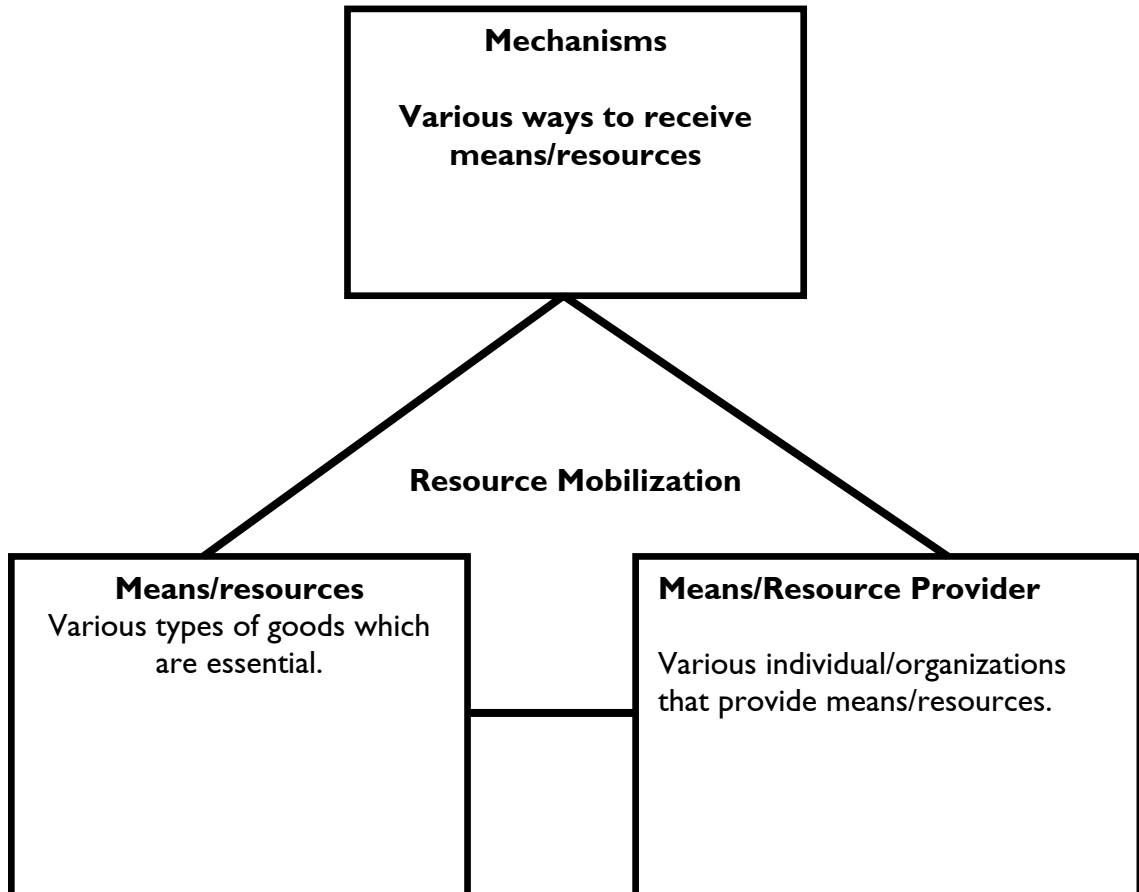 Mechanisms
Various ways to receive
means/resources
Resource Mobilization
Means/resources
Various types of goods which
are essential.
Means/Resource Provider
Various individual/organizations
that provide means/resources.